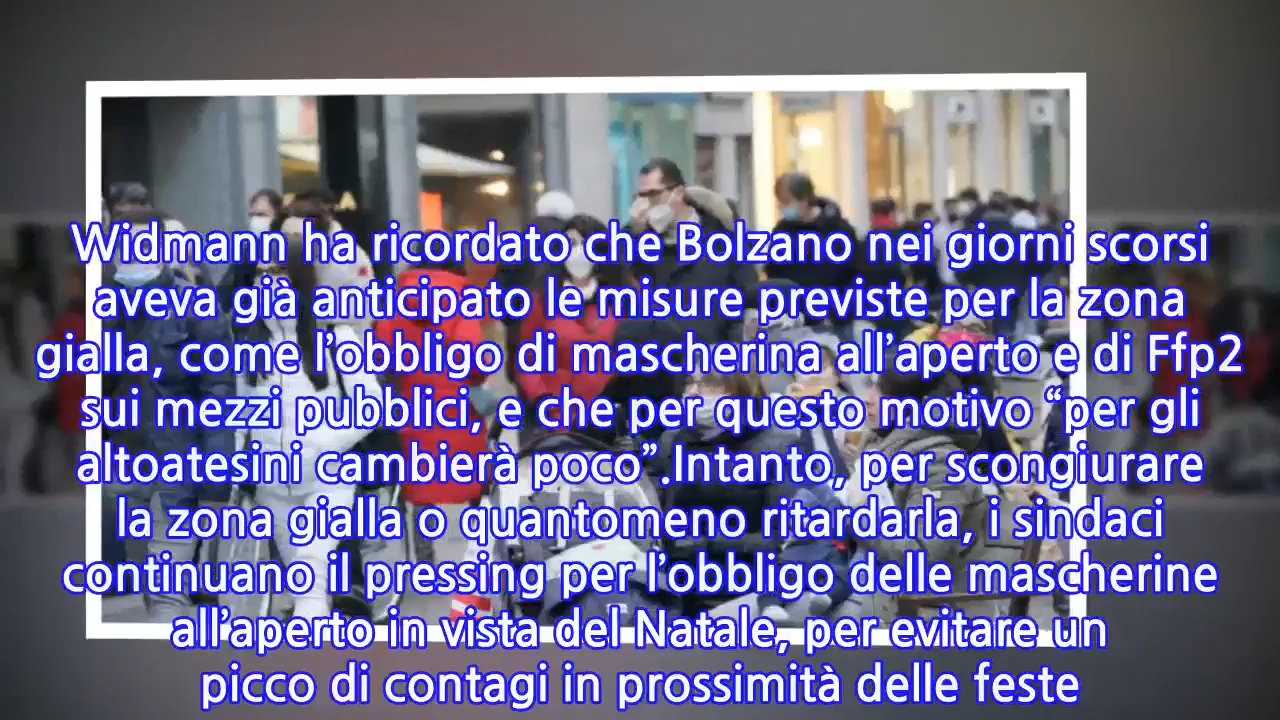 Widmann ha ricordato che Bolzano nei giorni scorsi
aveva già anticipato le misure previste per la zona
gialla, come l’obbligo di mascherina all’aperto e di Ffp2
sui mezzi pubblici, e che per questo motivo “per gli
altoatesini cambierà poco”.Intanto, per scongiurare
la zona gialla o quantomeno ritardarla, i sindaci
continuano il pressing per l’obbligo delle mascherine
all’aperto in vista del Natale, per evitare un
picco di contagi in prossimità delle feste